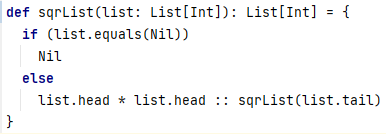 def sqrList(list: List[Int]): List[Int] = {
  if (list.equals(Nil))
    Nil
  else
    list.head * list.head :: sqrList(list.tail)
}